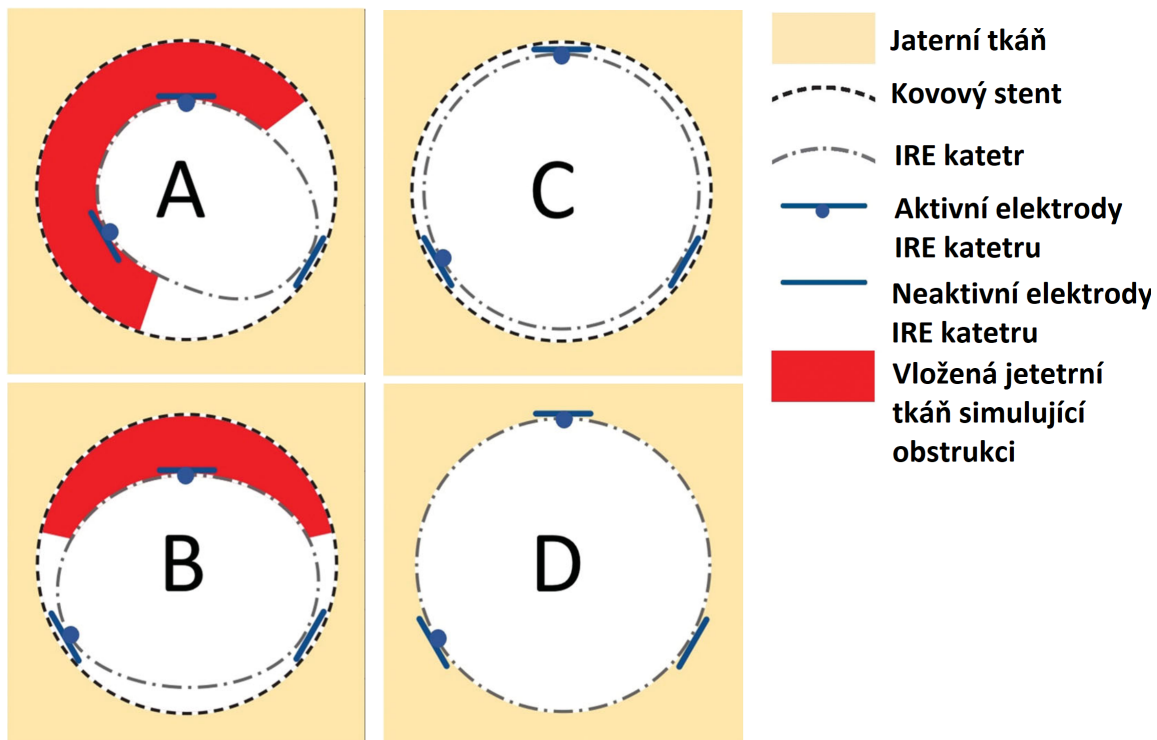 A
C
B
D
Jaterní tkáň
Kovový stent
IRE katetr
Aktivní elektrody
IRE katetru
Neaktivní elektrody
IRE katetru
Vložená jetetrní
tkáň simulující
obstrukci